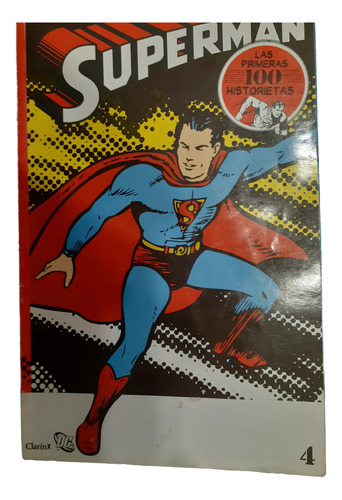 SUPERMAN
LAS
PRIMERAS
100
HISTORIETAS
S
Clarín X
DC
4